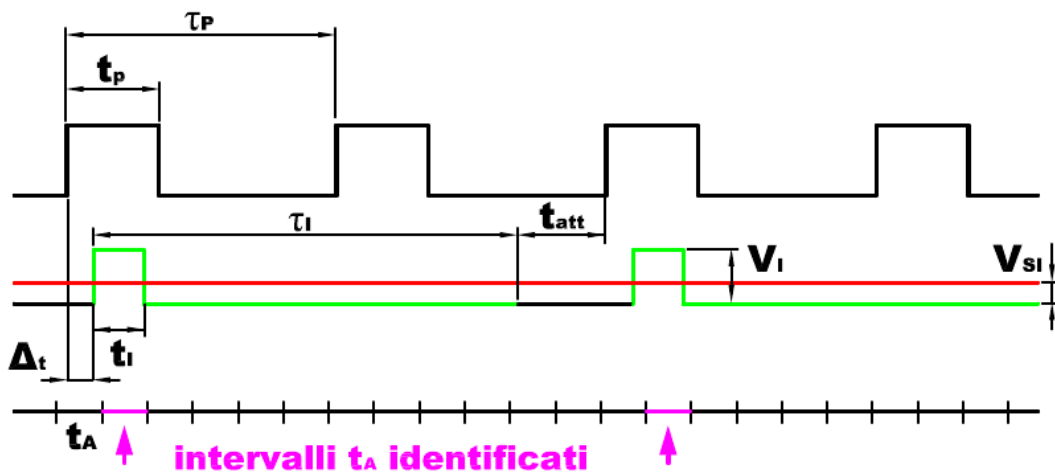 τP
tp
τI
tatt
VI
VSI
Δt
tI
tA
intervalli tA identificati